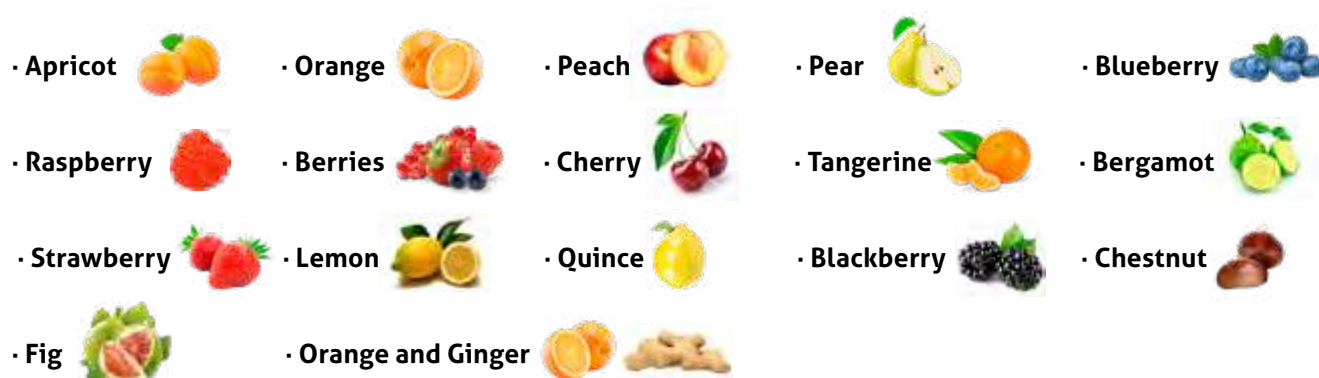 · Apricot · Orange · Peach · Pear · Blueberry
· Raspberry · Berries · Cherry · Tangerine · Bergamot
· Strawberry · Lemon · Quince · Blackberry · Chestnut
· Fig · Orange and Ginger